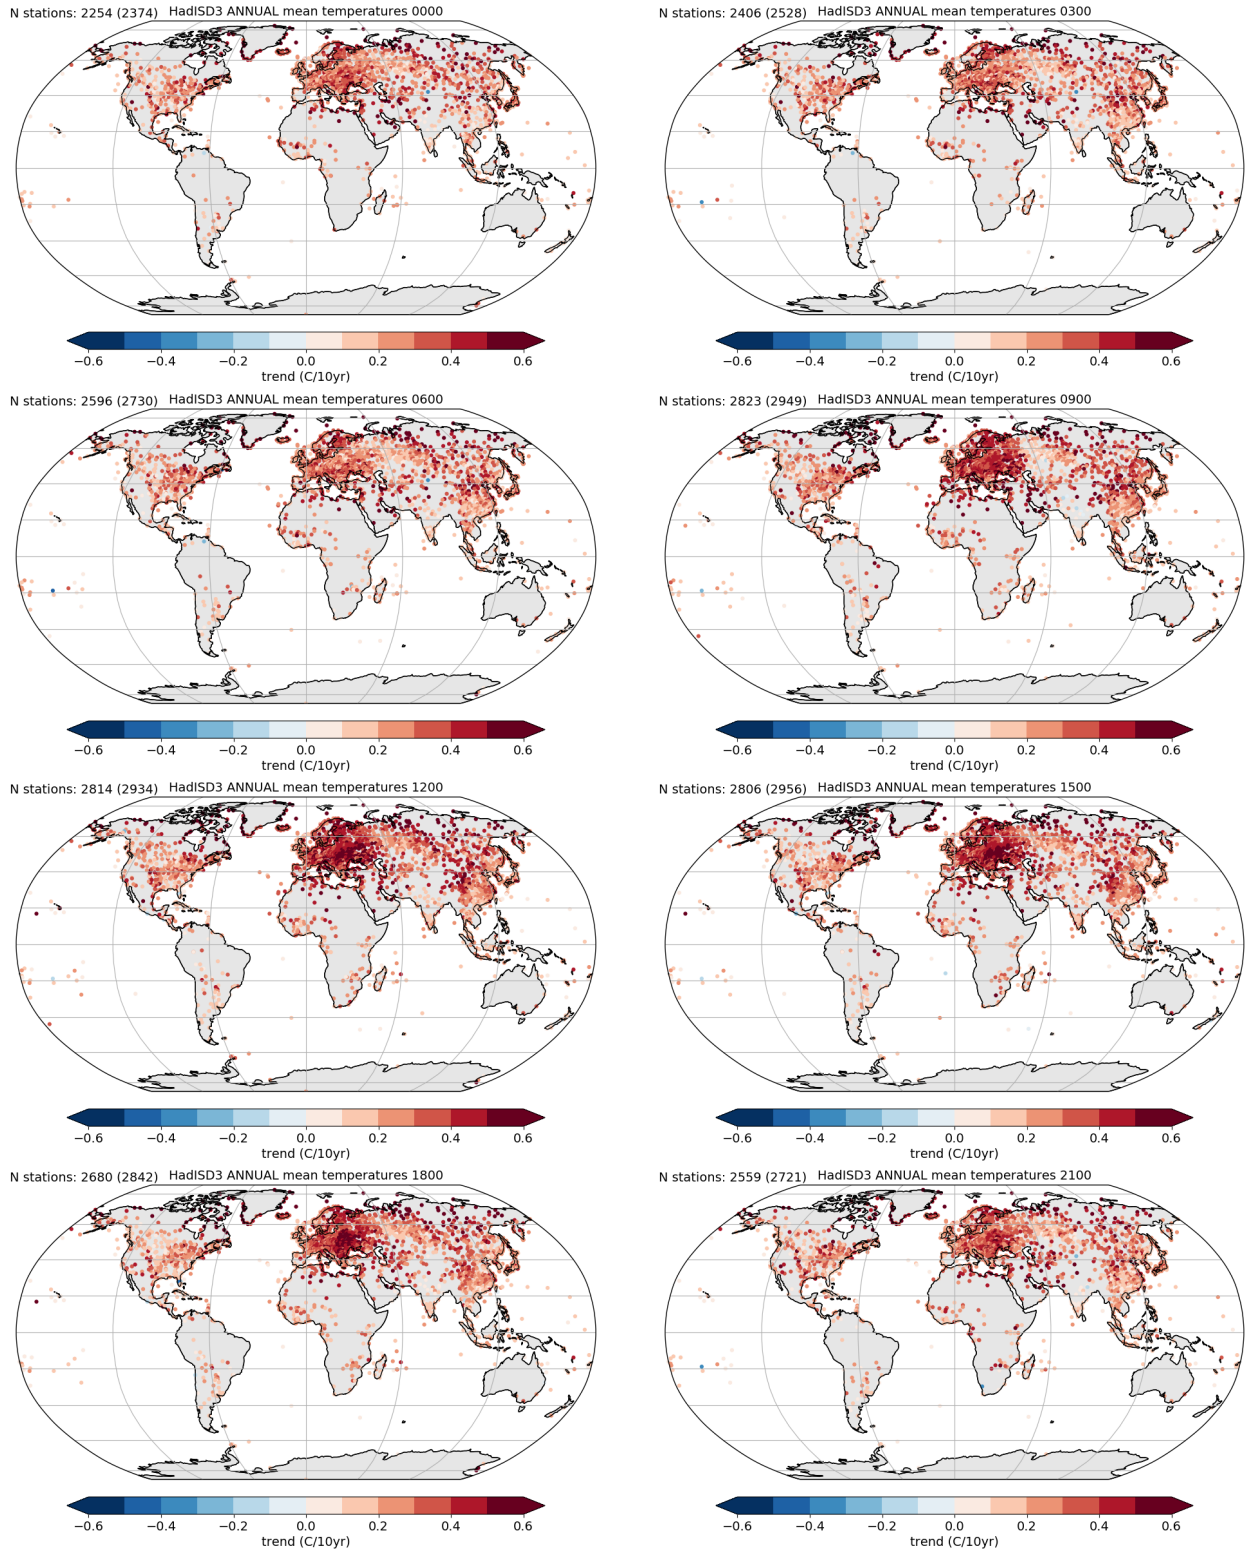 N stations: 2254 (2374) HadISD3 ANNUAL mean temperatures 0000
−0.6 −0.4 −0.2 0.0 0.2 0.4 0.6
trend (C/10yr)
N stations: 2406 (2528) HadISD3 ANNUAL mean temperatures 0300
−0.6 −0.4 −0.2 0.0 0.2 0.4 0.6
trend (C/10yr)
N stations: 2596 (2730) HadISD3 ANNUAL mean temperatures 0600
−0.6 −0.4 −0.2 0.0 0.2 0.4 0.6
trend (C/10yr)
N stations: 2823 (2949) HadISD3 ANNUAL mean temperatures 0900
−0.6 −0.4 −0.2 0.0 0.2 0.4 0.6
trend (C/10yr)
N stations: 2814 (2934) HadISD3 ANNUAL mean temperatures 1200
−0.6 −0.4 −0.2 0.0 0.2 0.4 0.6
trend (C/10yr)
N stations: 2806 (2956) HadISD3 ANNUAL mean temperatures 1500
−0.6 −0.4 −0.2 0.0 0.2 0.4 0.6
trend (C/10yr)
N stations: 2680 (2842) HadISD3 ANNUAL mean temperatures 1800
−0.6 −0.4 −0.2 0.0 0.2 0.4 0.6
trend (C/10yr)
N stations: 2559 (2721) HadISD3 ANNUAL mean temperatures 2100
−0.6 −0.4 −0.2 0.0 0.2 0.4 0.6
trend (C/10yr)